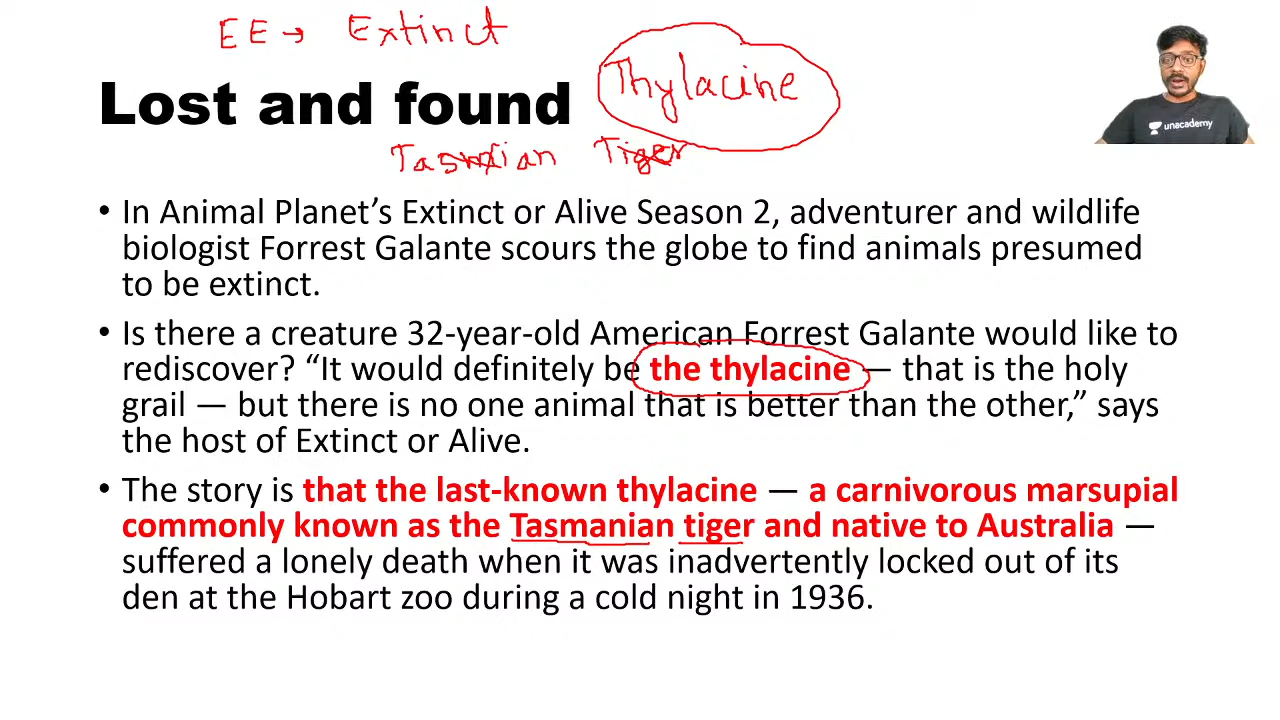 EE → Extinct
Lost and found
Thylacine
Tasmanian Tiger
unacademy
• In Animal Planet’s Extinct or Alive Season 2, adventurer and wildlife
biologist Forrest Galante scours the globe to find animals presumed
to be extinct.
• Is there a creature 32-year-old American Forrest Galante would like to
rediscover? “It would definitely be the thylacine — that is the holy
grail — but there is no one animal that is better than the other,” says
the host of Extinct or Alive.
• The story is that the last-known thylacine — a carnivorous marsupial
commonly known as the Tasmanian tiger and native to Australia —
suffered a lonely death when it was inadvertently locked out of its
den at the Hobart zoo during a cold night in 1936.